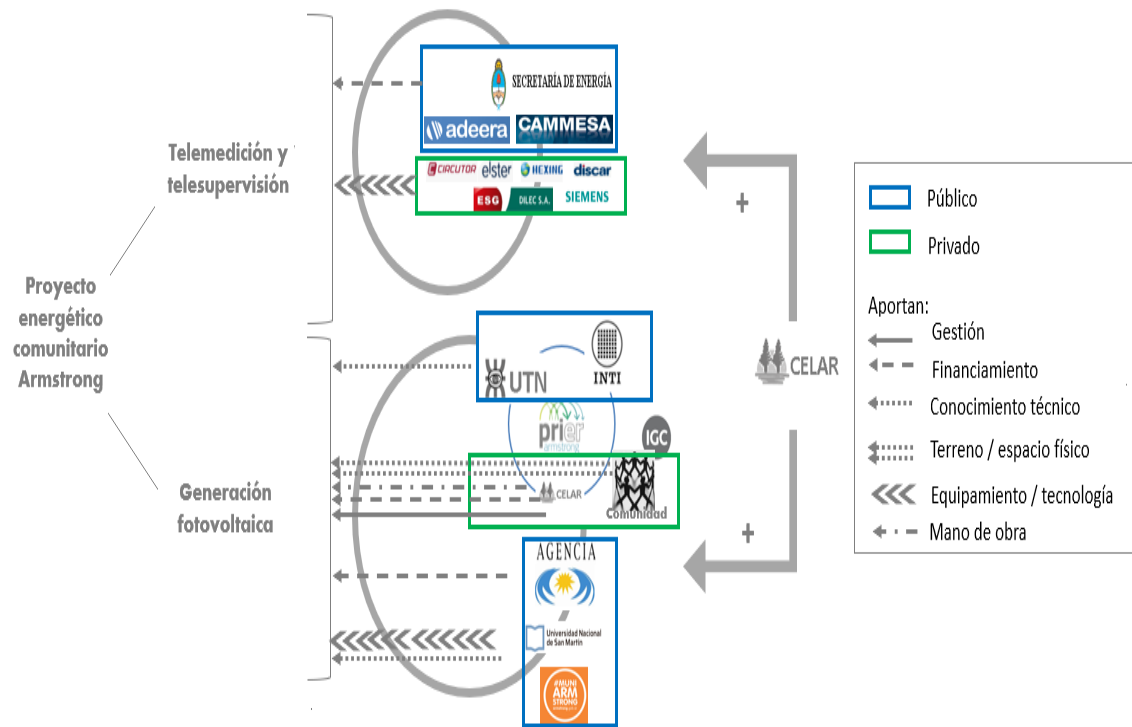 Telemedición y
telesupervisión
Proyecto
energético
comunitario
Armstrong
Generación
fotovoltaica
SECRETARÍA DE ENERGÍA
adeera
CAMMESA
CIRCUTOR
elster
HEXING
discar
ESG
DILEC S.A.
SIEMENS
UTN
INTI
prier
armstrong
IGC
CELAR
Comunidad
AGENCIA
Universidad Nacional
de San Martín
#MUNI
ARM
STRONG
+
+
CELAR
Público
Privado
Aportan:
Gestión
Financiamiento
Conocimiento técnico
Terreno / espacio físico
Equipamiento / tecnología
Mano de obra